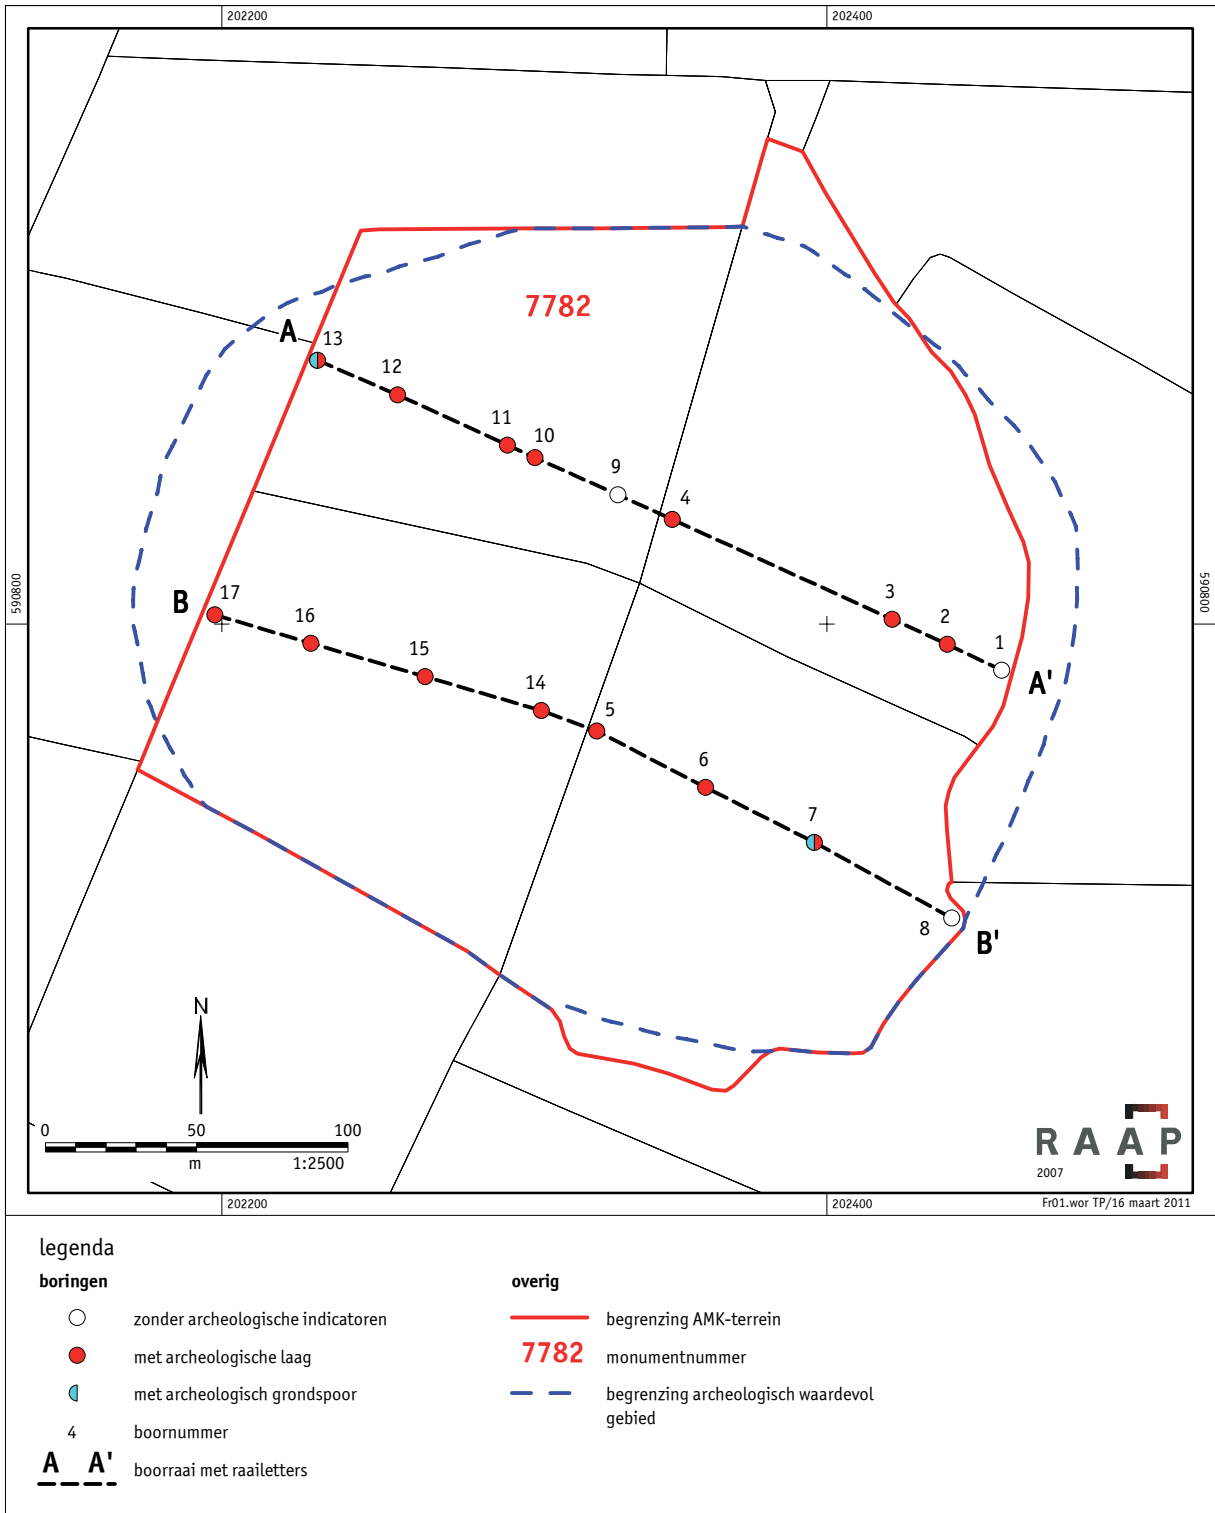 202200
202400
7782
A
13
12
11
10
9
4
3
2
1
A'
590800
590800
B
17
16
15
14
5
6
7
8
B'
N
0 50 100
m 1:2500
RAAP
2007
202200
202400
Fr01.wor TP/16 maart 2011
legenda
boringen
zonder archeologische indicatoren
met archeologische laag
met archeologisch grondspoor
4 boornummer
A A' boorraai met raailetters
overig
begrenzing AMK-terrein
7782 monumentnummer
begrenzing archeologisch waardevol
gebied